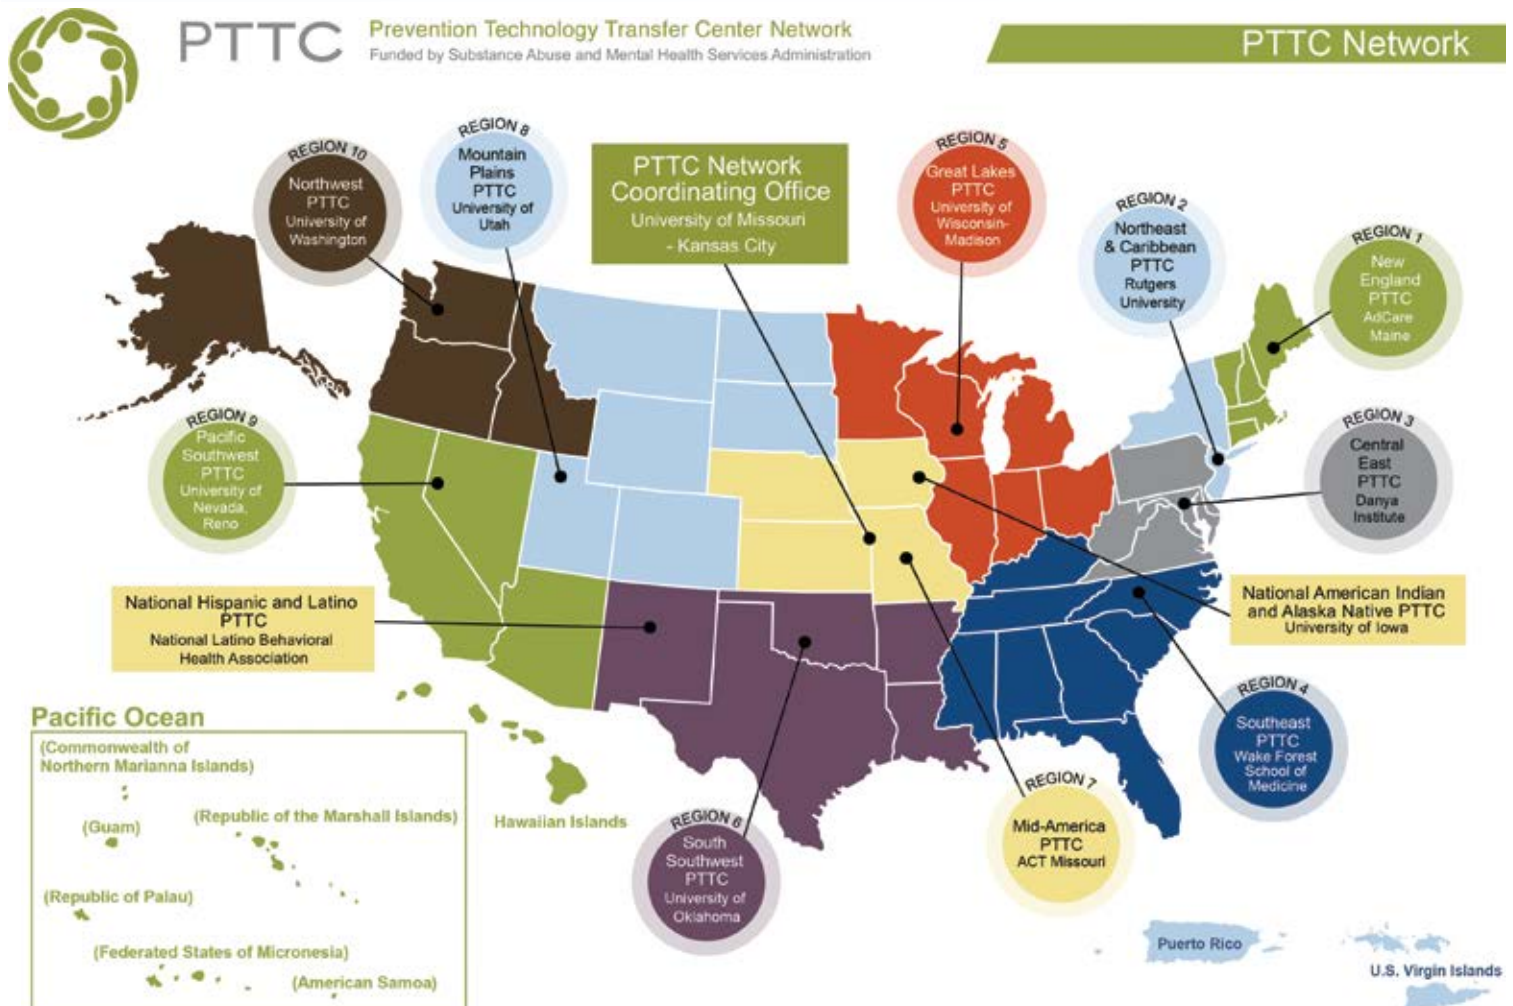 PTTC
Prevention Technology Transfer Center Network
Funded by Substance Abuse and Mental Health Services Administration
PTTC Network
REGION 10
Northwest
PTTC
University of
Washington
REGION 8
Mountain
Plains
PTTC
University of
Utah
PTTC Network
Coordinating Office
University of Missouri
- Kansas City
REGION 5
Great Lakes
PTTC
University of
Wisconsin-
Madison
REGION 2
Northeast
& Caribbean
PTTC
Rutgers
University
REGION 1
New
England
PTTC
AdCare
Maine
REGION 9
Pacific
Southwest
PTTC
University of
Nevada,
Reno
REGION 3
Central
East
PTTC
Danya
Institute
National Hispanic and Latino
PTTC
National Latino Behavioral
Health Association
National American Indian
and Alaska Native PTTC
University of Iowa
REGION 4
Southeast
PTTC
Wake Forest
School of
Medicine
REGION 7
Mid-America
PTTC
ACT Missouri
REGION 6
South
Southwest
PTTC
University of
Oklahoma
Hawaiian Islands
Pacific Ocean
(Commonwealth of
Northern Marianna Islands)
(Guam)
(Republic of the Marshall Islands)
(Republic of Palau)
(Federated States of Micronesia)
(American Samoa)
Puerto Rico
U.S. Virgin Islands